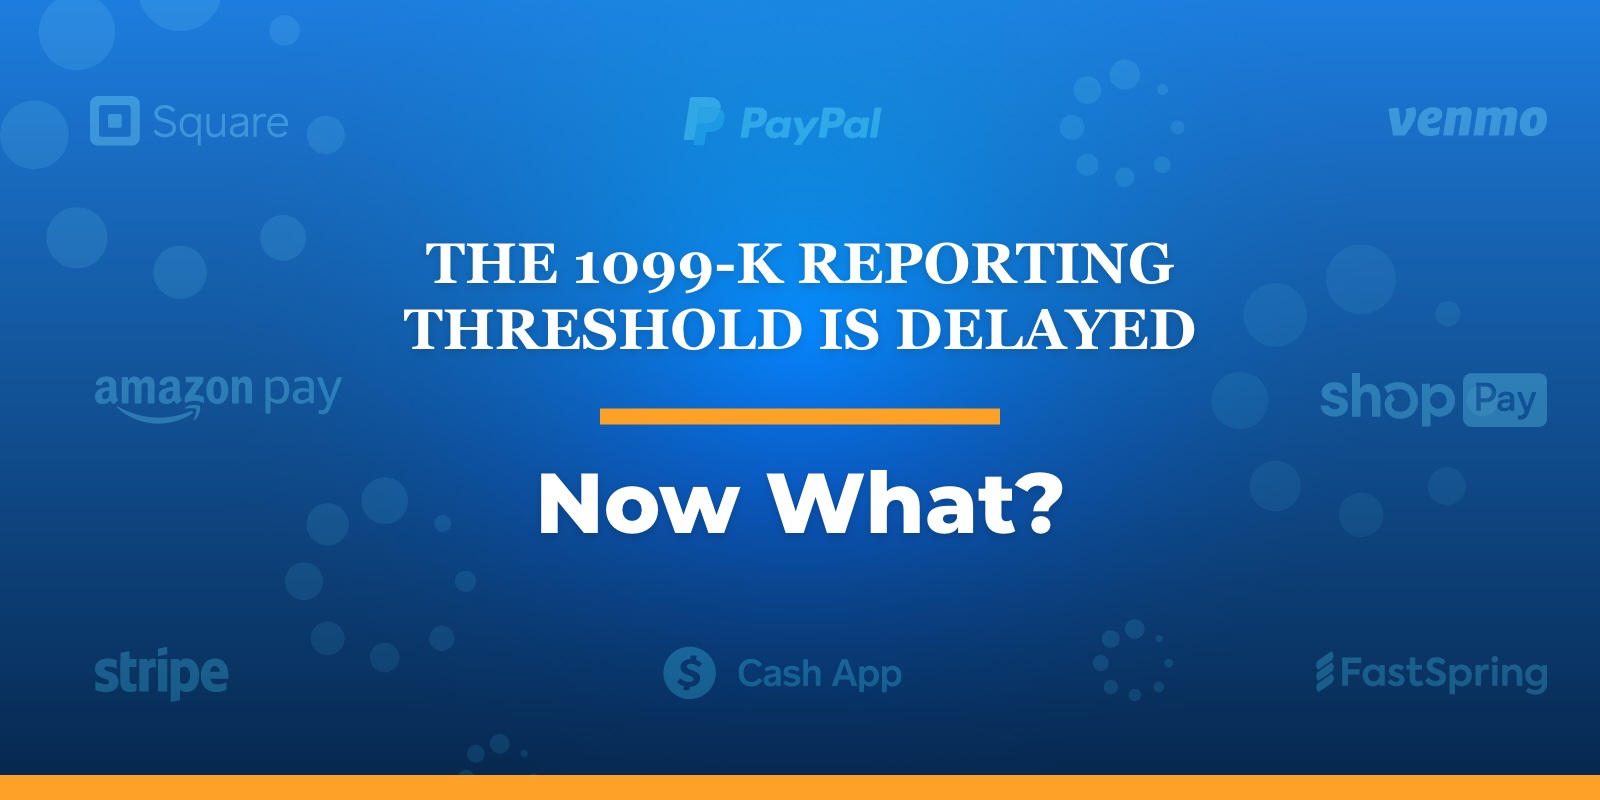 Square
PayPal
venmo
THE 1099-K REPORTING
THRESHOLD IS DELAYED
amazon pay
shop Pay
Now What?
stripe
Cash App
FastSpring